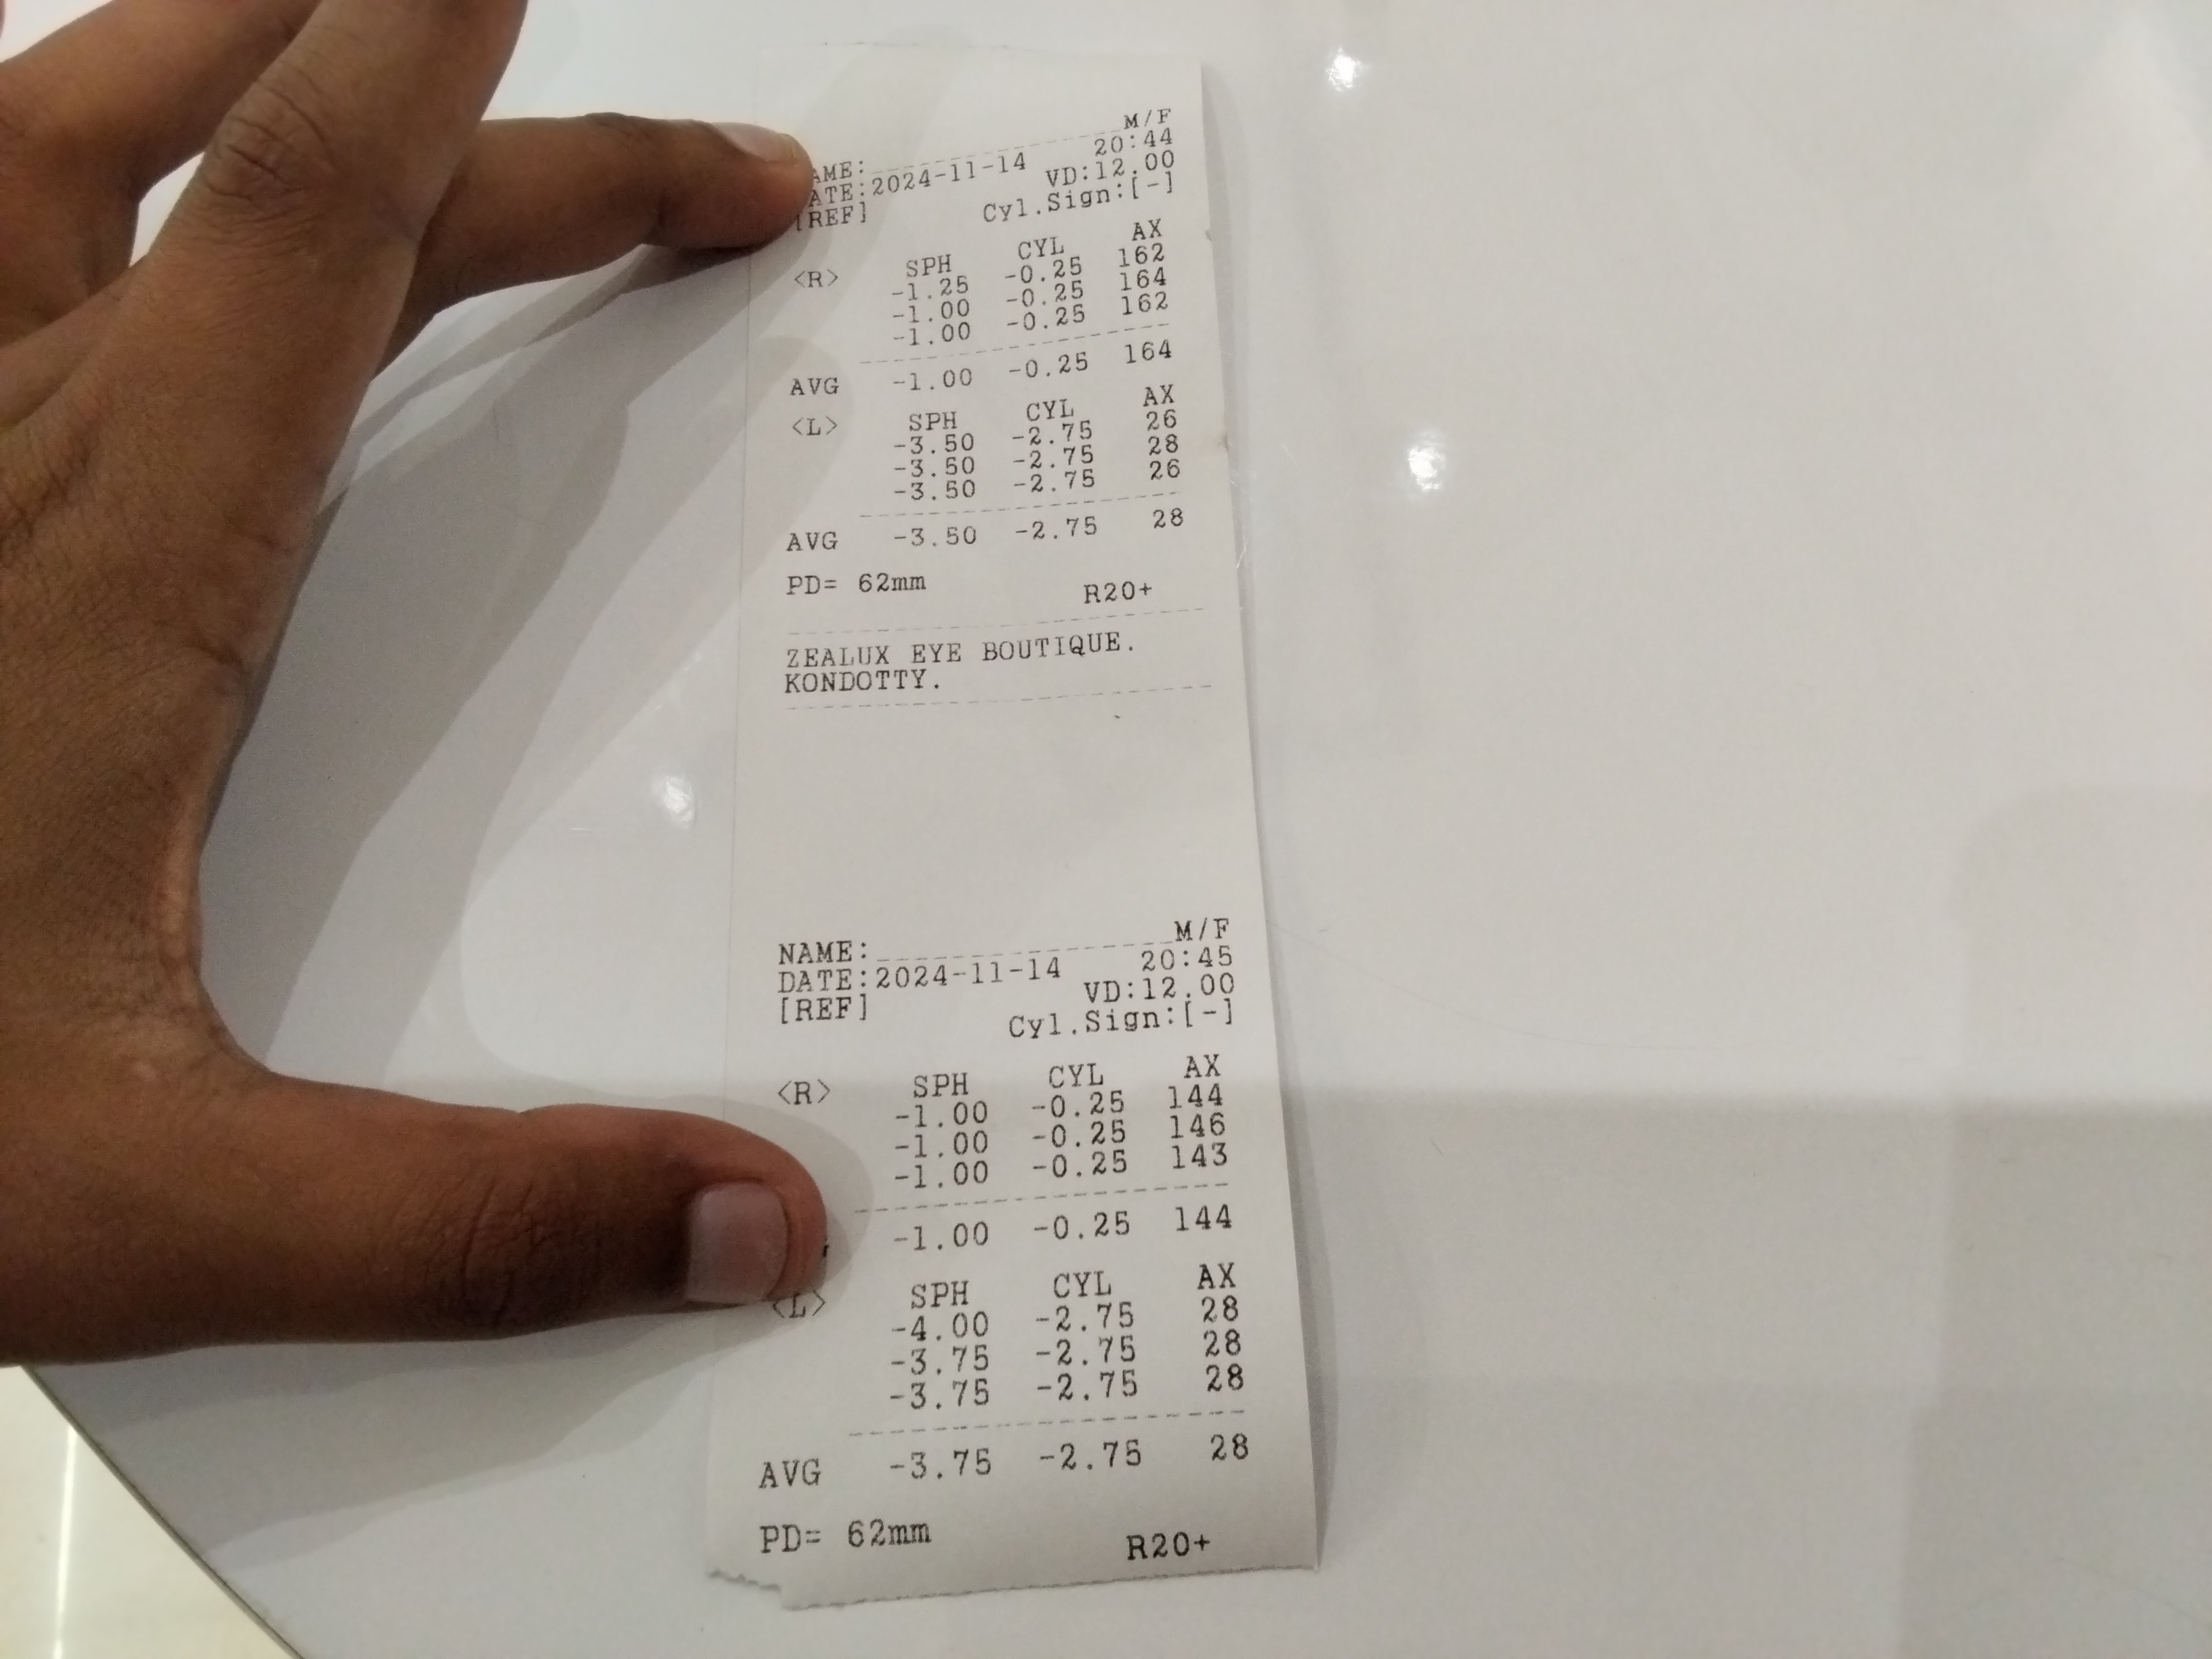 M/F
AME:
ATE:2024-11-14 20:44
[REF] VD:12.00
Cyl.Sign:[-]
<R> SPH CYL AX
-1.25 -0.25 162
-1.00 -0.25 164
-1.00 -0.25 162
AVG -1.00 -0.25 164
<L> SPH CYL AX
-3.50 -2.75 26
-3.50 -2.75 28
-3.50 -2.75 26
AVG -3.50 -2.75 28
PD= 62mm R20+
ZEALUX EYE BOUTIQUE.
KONDOTTY.
NAME: M/F
DATE:2024-11-14 20:45
[REF] VD:12.00
Cyl.Sign:[-]
<R> SPH CYL AX
-1.00 -0.25 144
-1.00 -0.25 146
-1.00 -0.25 143
-1.00 -0.25 144
<L> SPH CYL AX
-4.00 -2.75 28
-3.75 -2.75 28
-3.75 -2.75 28
AVG -3.75 -2.75 28
PD= 62mm R20+